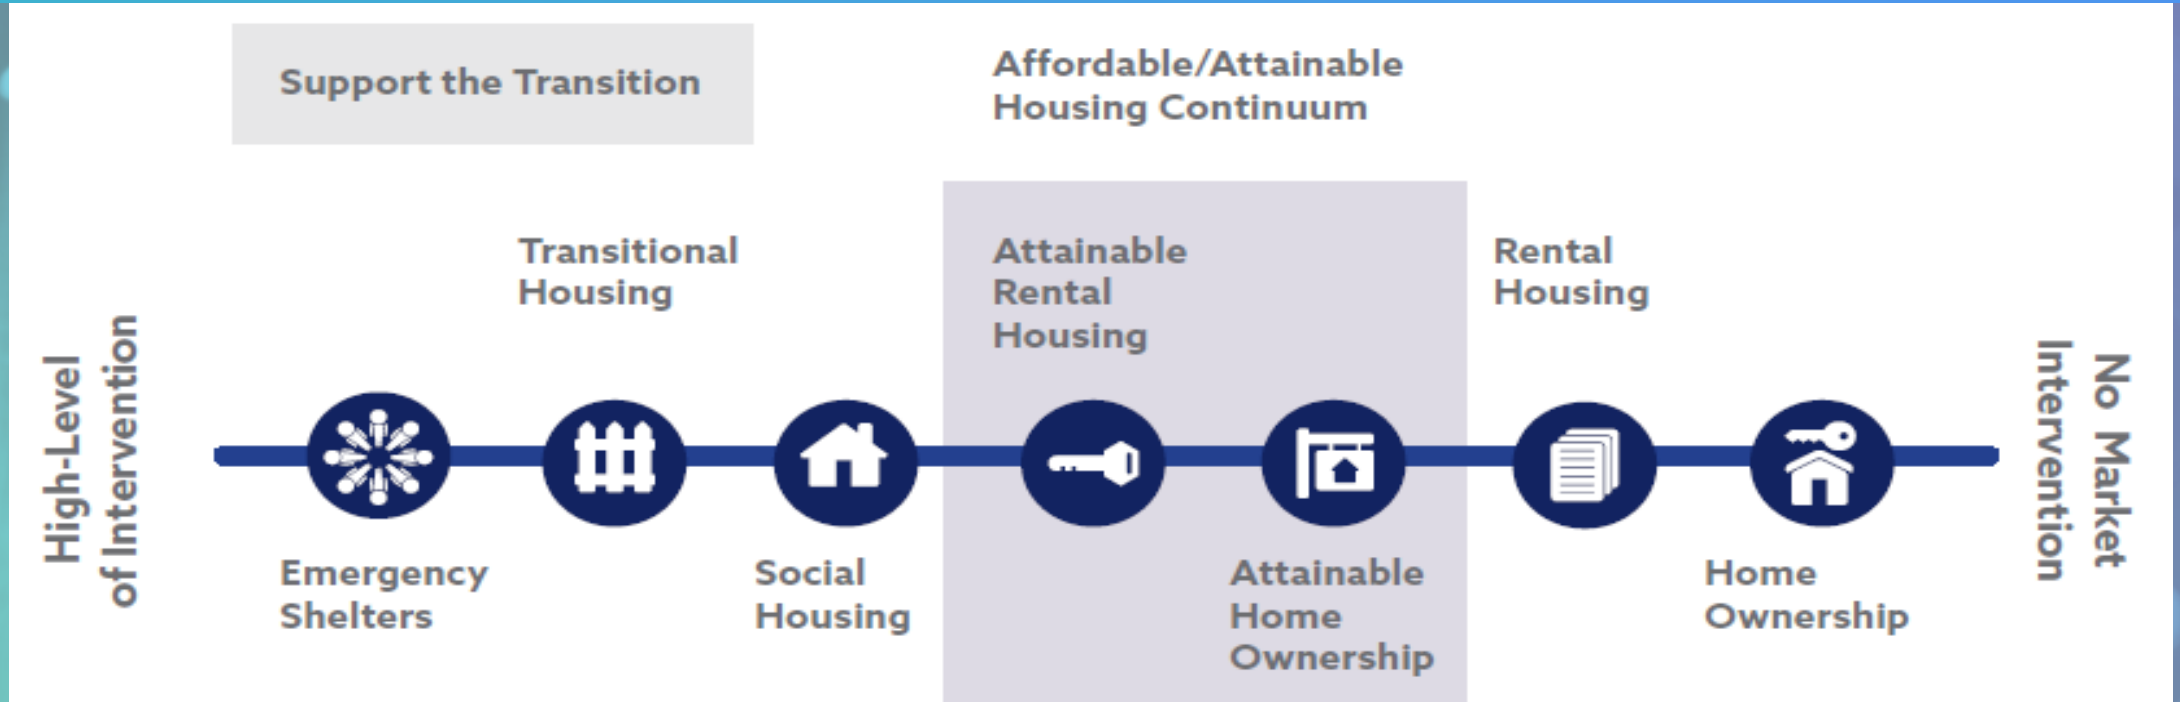 Support the Transition
Affordable/Attainable
Housing Continuum
High-Level
of Intervention
Transitional
Housing
Attainable
Rental
Housing
Rental
Housing
Emergency
Shelters
Social
Housing
Attainable
Home
Ownership
Home
Ownership
No Market
Intervention